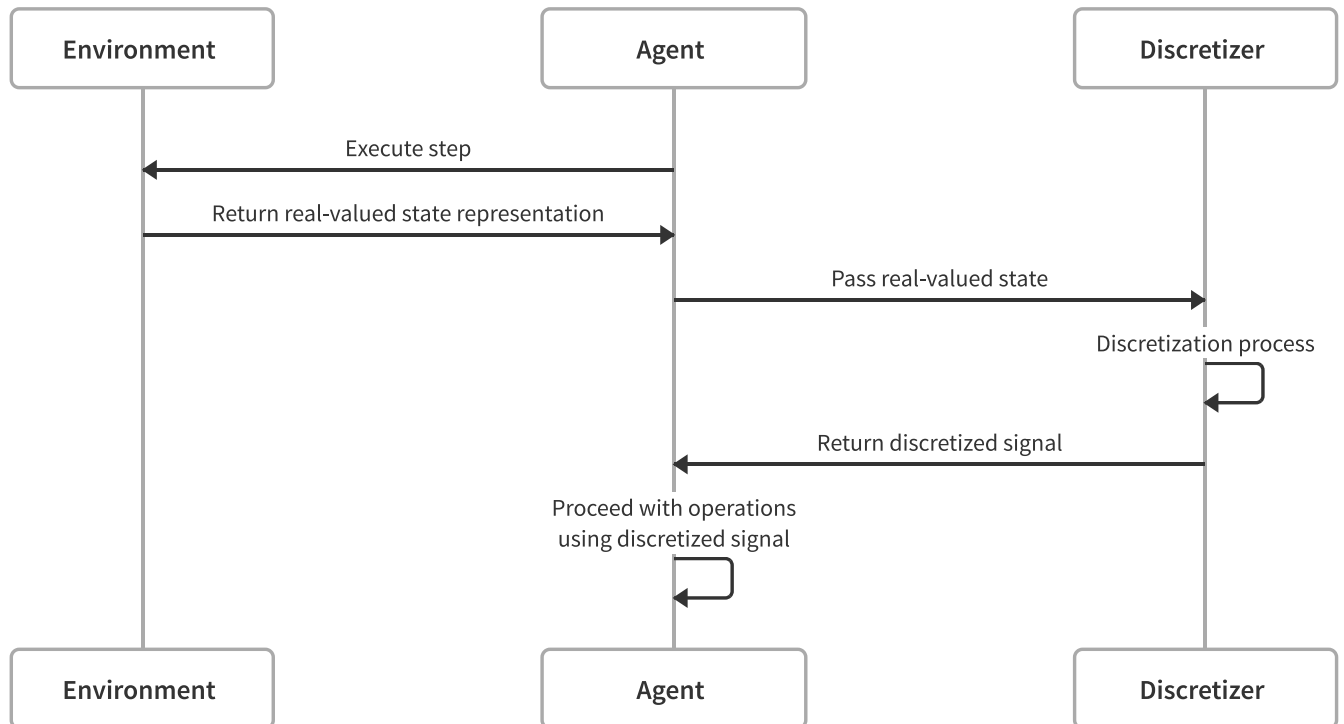 Environment
Agent
Discretizer
Execute step
Return real-valued state representation
Pass real-valued state
Discretization process
Return discretized signal
Proceed with operations
using discretized signal
Environment
Agent
Discretizer